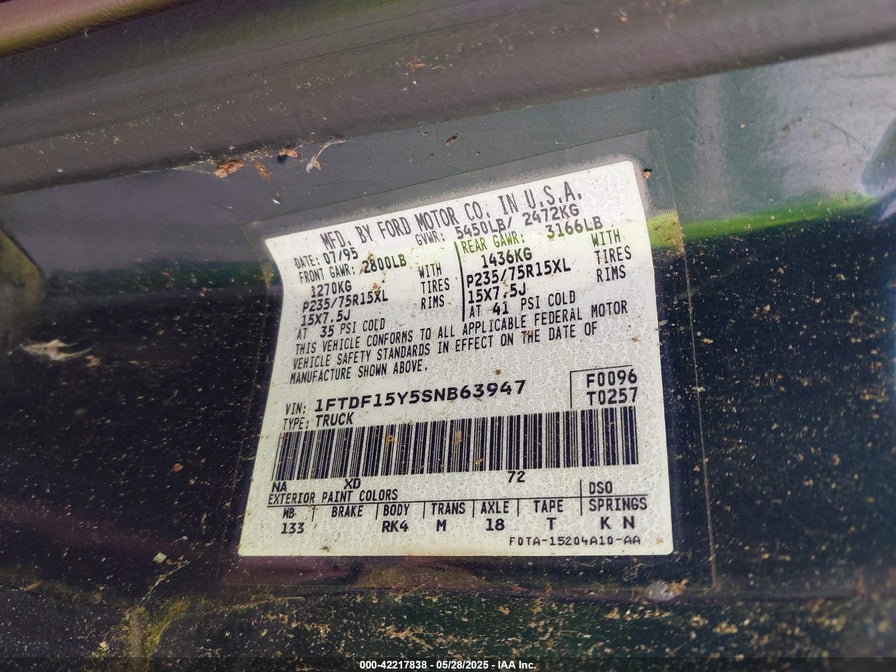 MFD. BY FORD MOTOR CO. IN U.S.A.
DATE: 07/95 GVWR: 5450LB/ 2472KG
FRONT GAWR: 2800LB REAR GAWR: 3166LB
1270KG WITH 1436KG WITH
P235/75R15XL TIRES P235/75R15XL TIRES
15X7.5J RIMS 15X7.5J RIMS
AT 35 PSI COLD AT 41 PSI COLD
THIS VEHICLE CONFORMS TO ALL APPLICABLE FEDERAL MOTOR
VEHICLE SAFETY STANDARDS IN EFFECT ON THE DATE OF
MANUFACTURE SHOWN ABOVE.
VIN: 1FTDF15Y5SNB63947 F0096
TYPE: TRUCK T0257
NA XD 72
EXTERIOR PAINT COLORS DSO
WB BRAKE BODY TRANS AXLE TAPE SPRINGS
133 RK4 M 18 T K N
F0TA-15204A10-AA
000-42217838 - 05/28/2025 - IAA Inc.